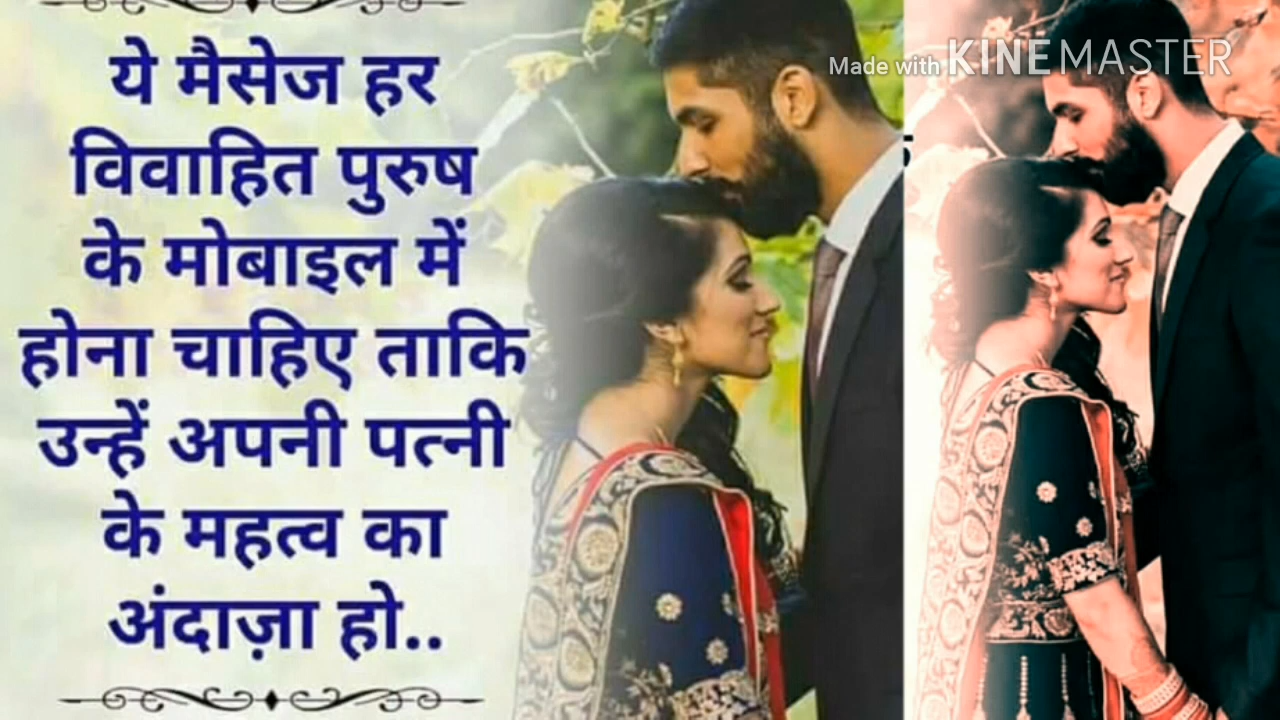 ये मैसेज हर
विवाहित पुरुष
के मोबाइल में
होना चाहिए ताकि
उन्हें अपनी पत्नी
के महत्व का
अंदाज़ा हो..
Made with KINEMASTER